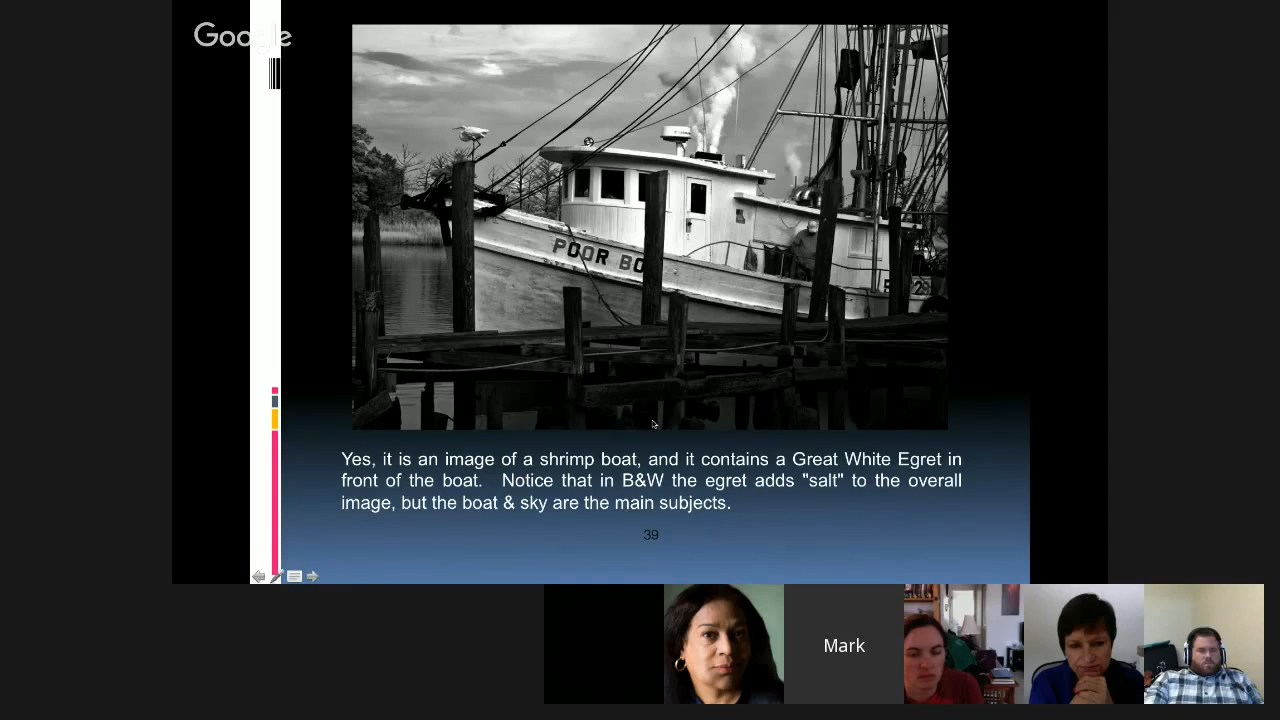 Google
POOR BO
Yes, it is an image of a shrimp boat, and it contains a Great White Egret in
front of the boat. Notice that in B&W the egret adds "salt" to the overall
image, but the boat & sky are the main subjects.
39
Mark